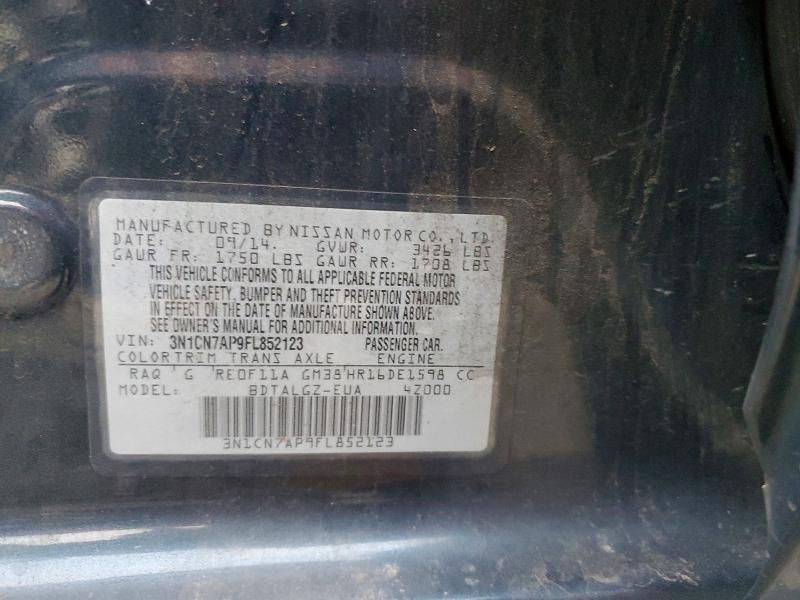 MANUFACTURED BY NISSAN MOTOR CO., LTD.
DATE: 09/14. GVWR: 3426 LBS
GAWR FR: 1750 LBS GAWR RR: 1708 LBS
THIS VEHICLE CONFORMS TO ALL APPLICABLE FEDERAL MOTOR
VEHICLE SAFETY, BUMPER AND THEFT PREVENTION STANDARDS
IN EFFECT ON THE DATE OF MANUFACTURE SHOWN ABOVE.
SEE OWNER'S MANUAL FOR ADDITIONAL INFORMATION.
VIN: 3N1CN7AP9FL852123 PASSENGER CAR.
COLOR TRIM TRANS AXLE ENGINE
RAQ G RE0F11A GM38 HR16DE1598 CC
MODEL: BDTALGZ-EUA 4Z000
3N1CN7AP9FL852123